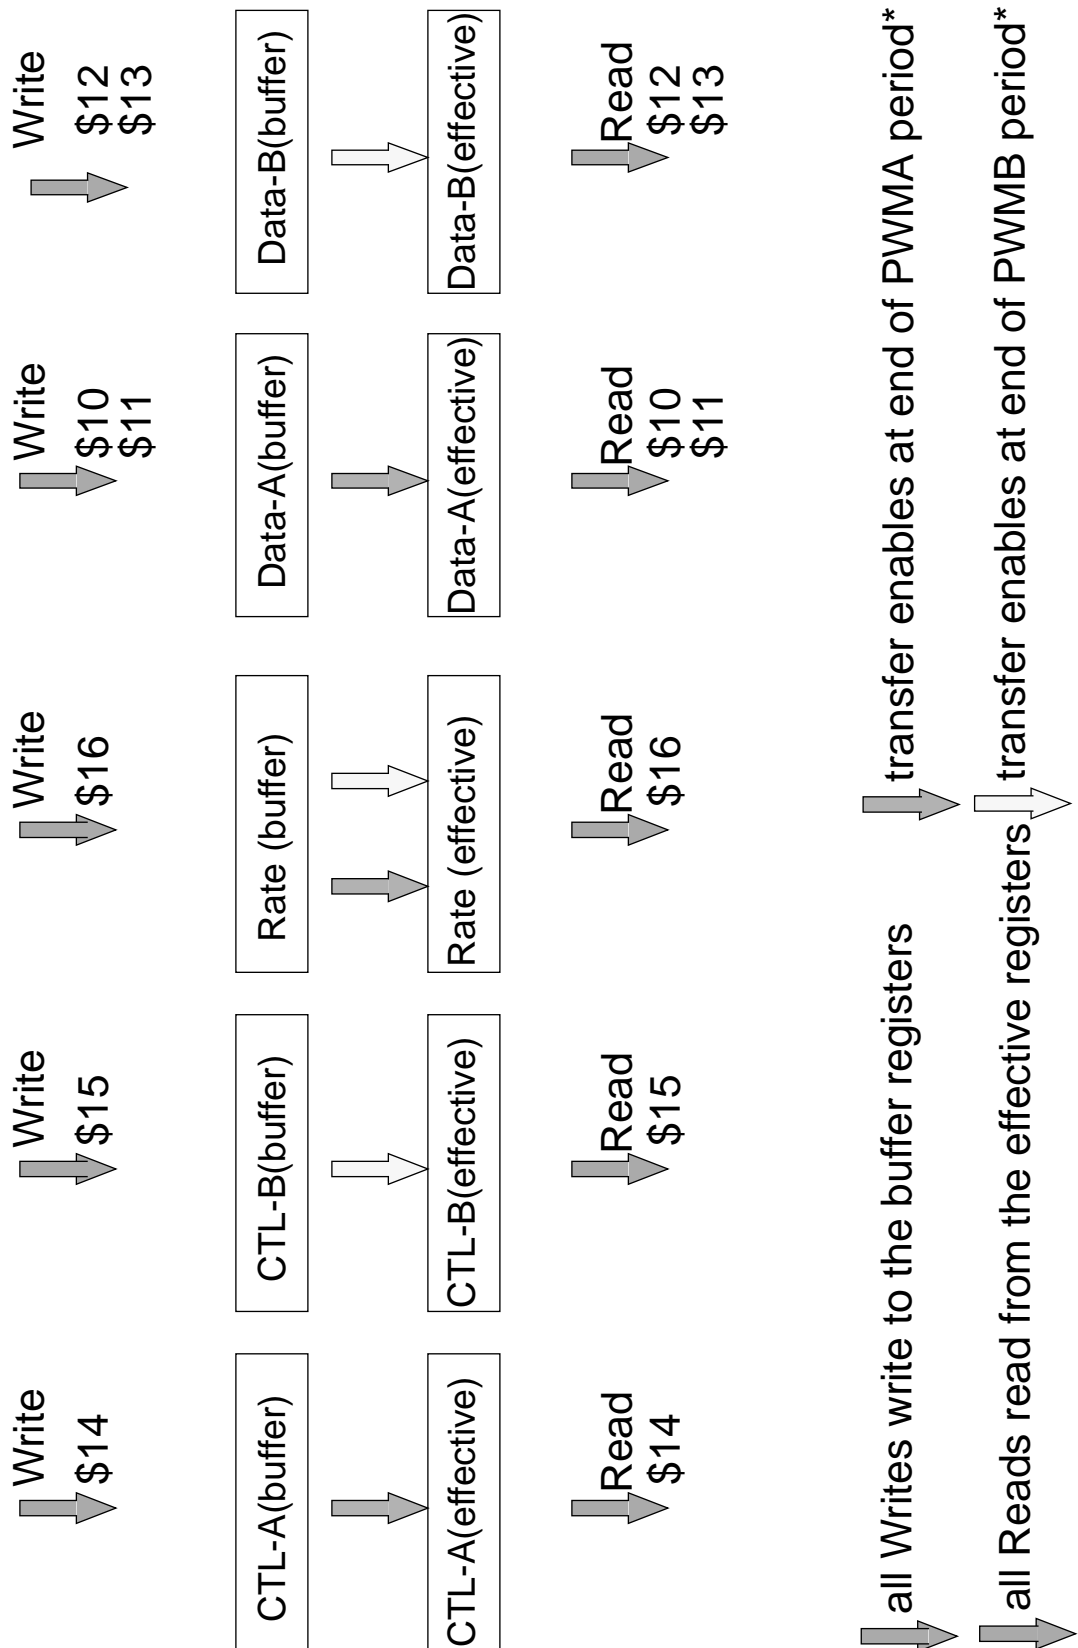 Write Write Write Write Write
$14 $15 $16 $10 $12
$11 $13
CTL-A(buffer) CTL-B(buffer) Rate (buffer) Data-A(buffer) Data-B(buffer)
CTL-A(effective) CTL-B(effective) Rate (effective) Data-A(effective) Data-B(effective)
Read Read Read Read Read
$14 $15 $16 $10 $12
$11 $13
all Writes write to the buffer registers transfer enables at end of PWMA period*
all Reads read from the effective registers transfer enables at end of PWMB period*